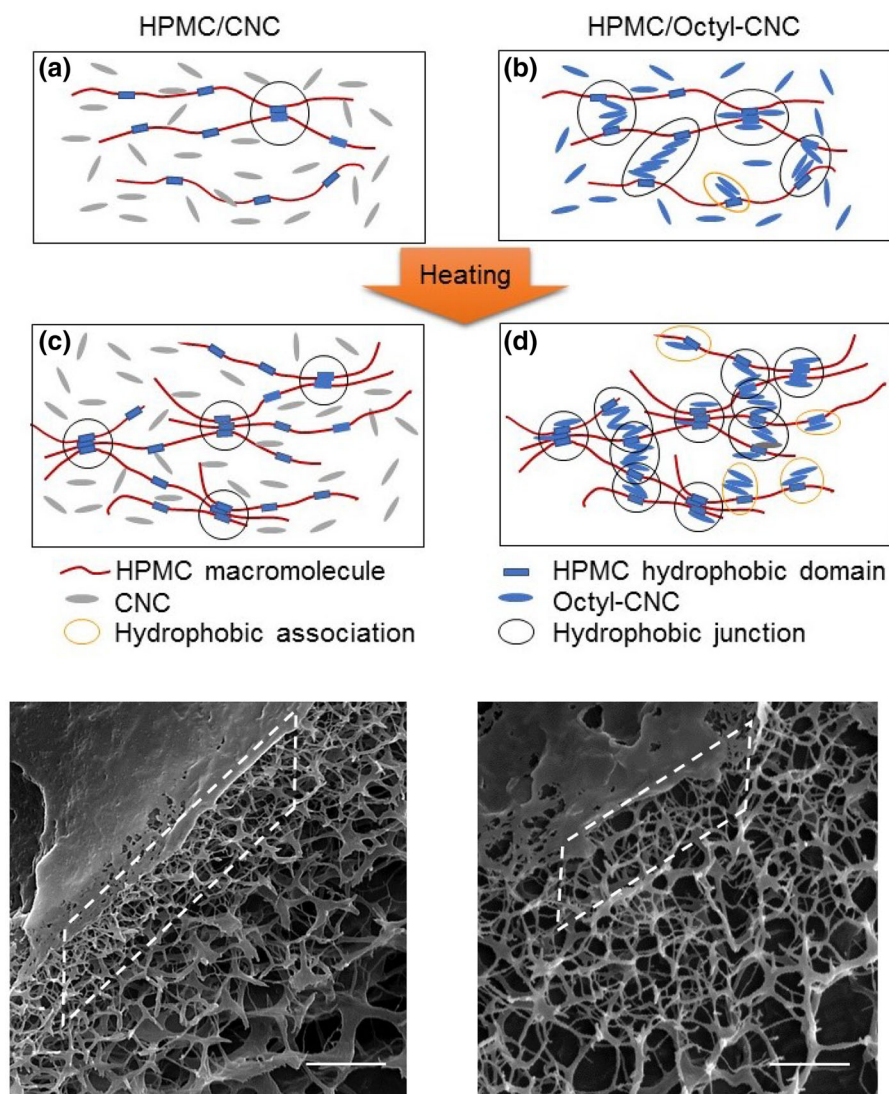 HPMC/CNC
HPMC/Octyl-CNC
(a)
(b)
Heating
(c)
(d)
HPMC macromolecule
HPMC hydrophobic domain
CNC
Octyl-CNC
Hydrophobic association
Hydrophobic junction